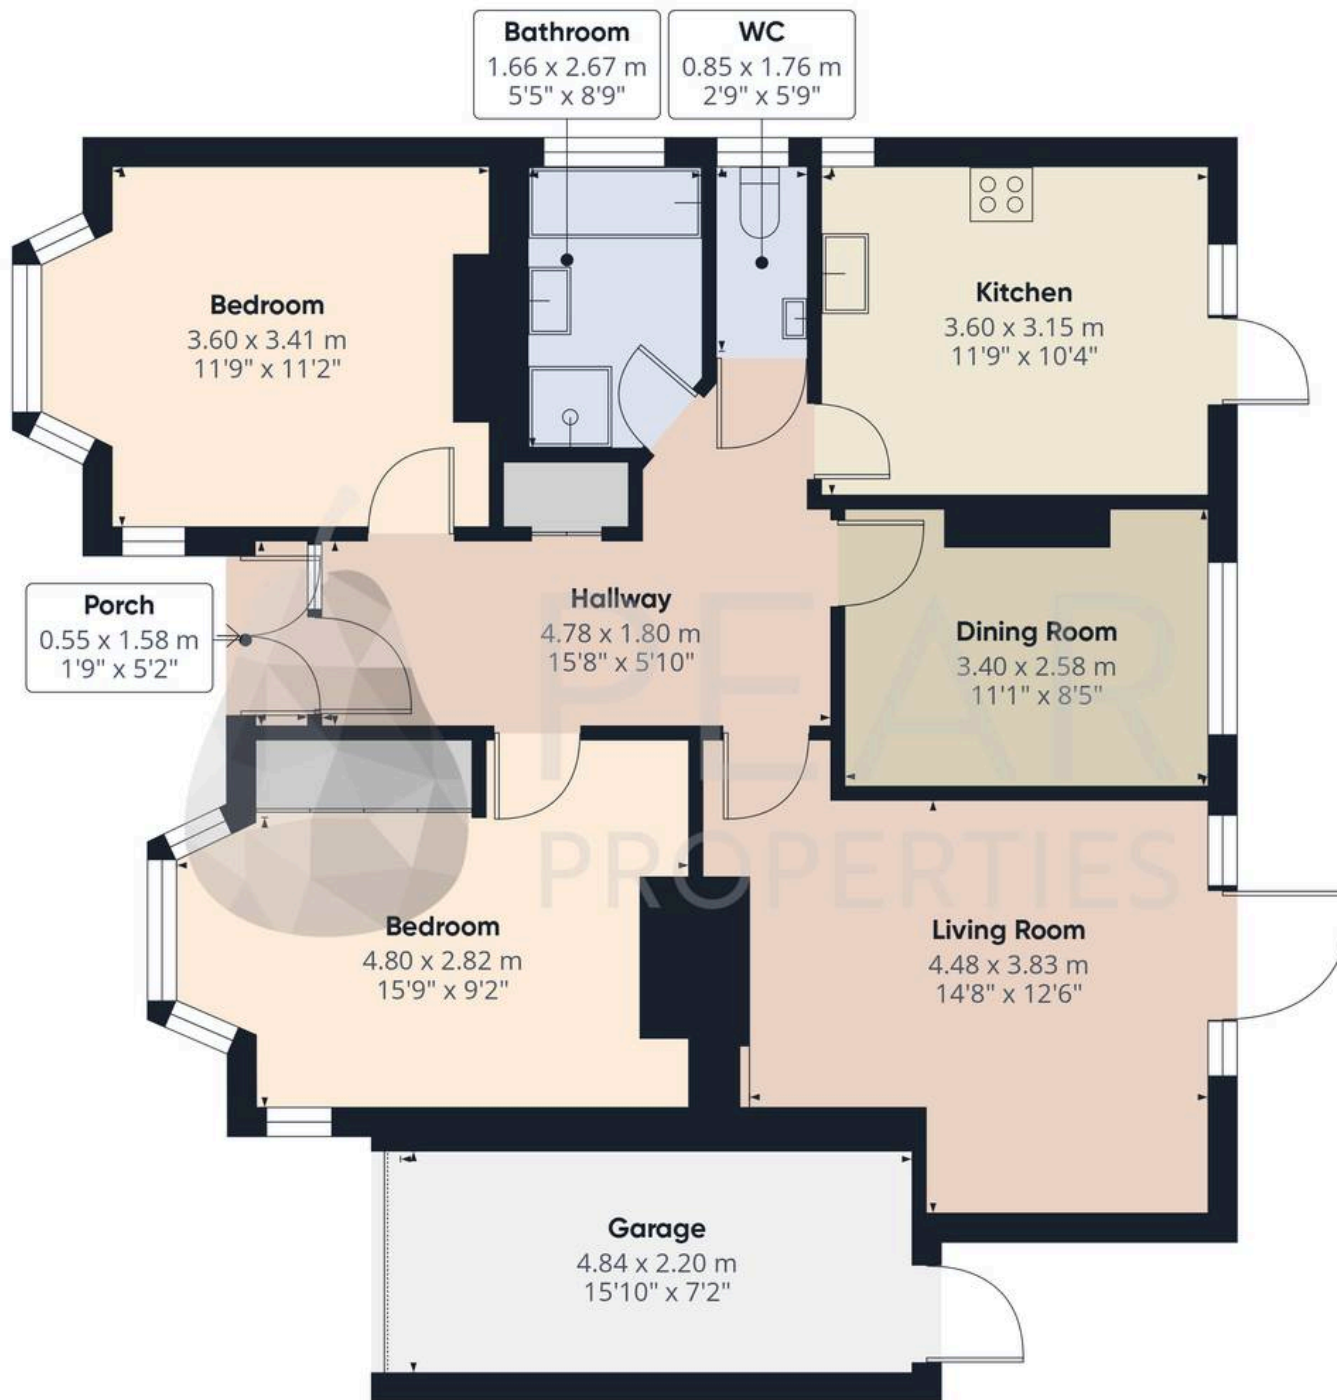 Bathroom
1.66 x 2.67 m
5'5" x 8'9"
WC
0.85 x 1.76 m
2'9" x 5'9"
Bedroom
3.60 x 3.41 m
11'9" x 11'2"
Kitchen
3.60 x 3.15 m
11'9" x 10'4"
Porch
0.55 x 1.58 m
1'9" x 5'2"
Hallway
4.78 x 1.80 m
15'8" x 5'10"
Dining Room
3.40 x 2.58 m
11'1" x 8'5"
PEAR
PROPERTIES
Bedroom
4.80 x 2.82 m
15'9" x 9'2"
Living Room
4.48 x 3.83 m
14'8" x 12'6"
Garage
4.84 x 2.20 m
15'10" x 7'2"